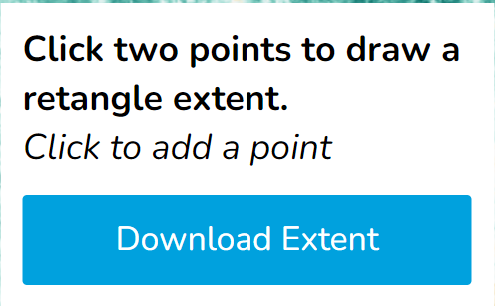 Click two points to draw a
retangle extent.
Click to add a point
Download Extent